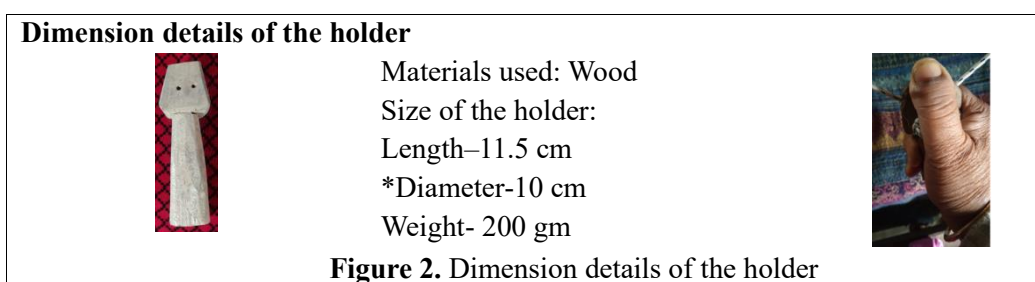 Dimension details of the holder
Materials used: Wood
Size of the holder:
Length–11.5 cm
*Diameter-10 cm
Weight- 200 gm
Figure 2. Dimension details of the holder